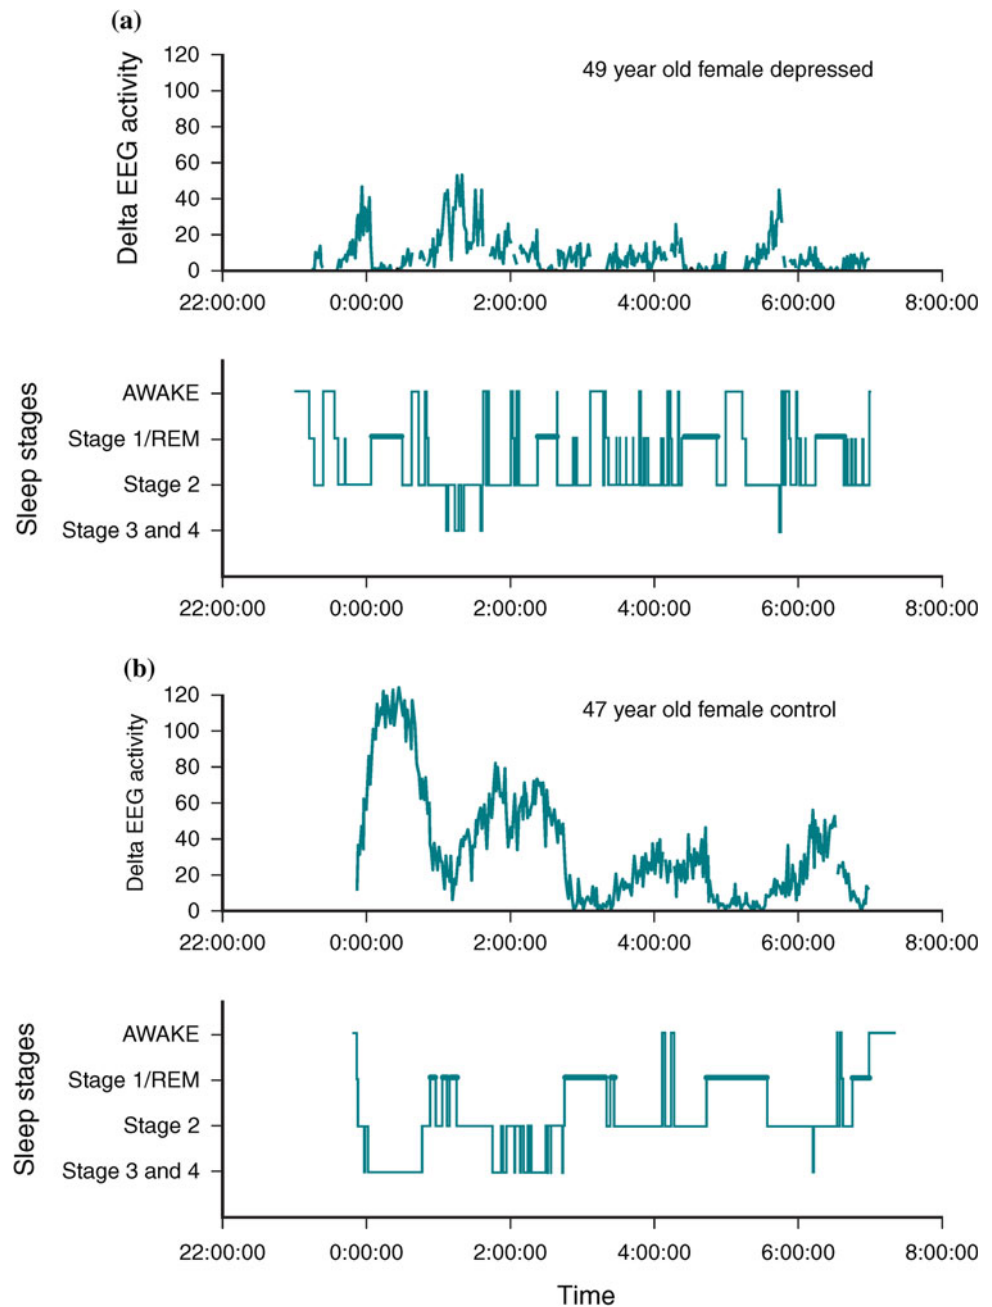 (a)
120
49 year old female depressed
100
80
60
40
20
0
Delta EEG activity
22:00:00 0:00:00 2:00:00 4:00:00 6:00:00 8:00:00
AWAKE
Stage 1/REM
Stage 2
Stage 3 and 4
Sleep stages
22:00:00 0:00:00 2:00:00 4:00:00 6:00:00 8:00:00
(b)
120
47 year old female control
100
80
60
40
20
0
Delta EEG activity
22:00:00 0:00:00 2:00:00 4:00:00 6:00:00 8:00:00
AWAKE
Stage 1/REM
Stage 2
Stage 3 and 4
Sleep stages
22:00:00 0:00:00 2:00:00 4:00:00 6:00:00 8:00:00
Time